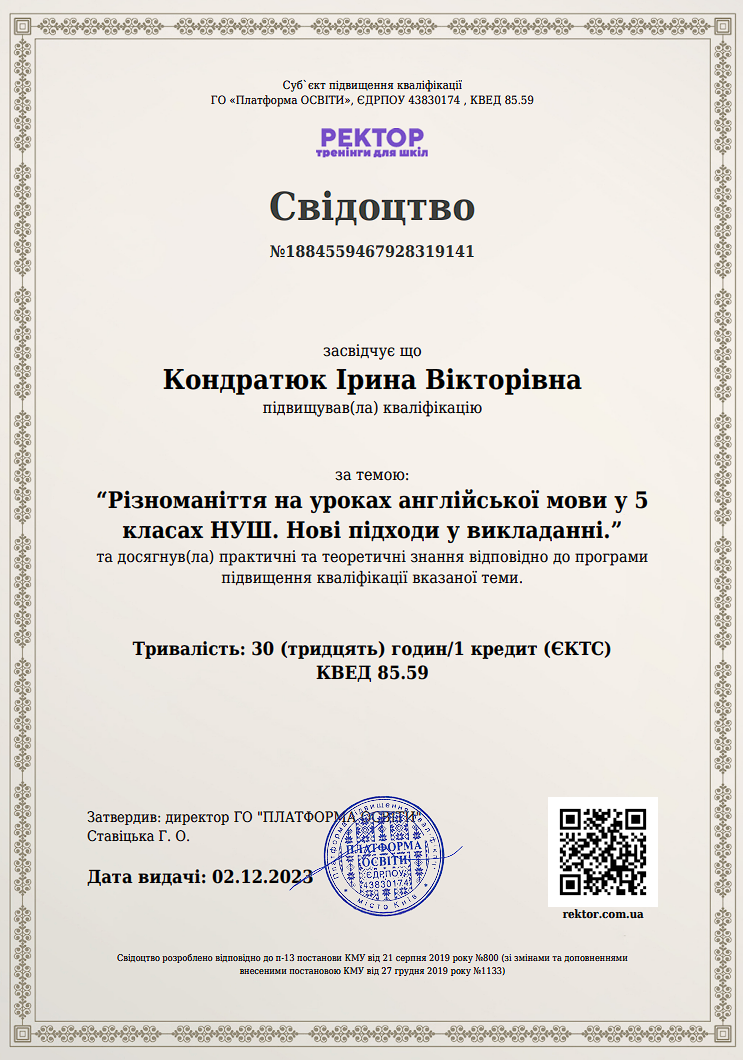 Суб`єкт підвищення кваліфікації
ГО «Платформа ОСВІТИ», ЄДРПОУ 43830174 , КВЕД 85.59
РЕКТОР
тренінги для шкіл
Свідоцтво
№1884559467928319141
засвідчує що
Кондратюк Ірина Вікторівна
підвищував(ла) кваліфікацію
за темою:
“Різноманіття на уроках англійської мови у 5
класах НУШ. Нові підходи у викладанні.”
та досягнув(ла) практичні та теоретичні знання відповідно до програми
підвищення кваліфікації вказаної теми.
Тривалість: 30 (тридцять) годин/1 кредит (ЄКТС)
КВЕД 85.59
Затвердив: директор ГО "ПЛАТФОРМА ОСВІТИ"
Ставіцька Г. О.
ПЛАТФОРМА
ОСВІТИ
ЄДРПОУ
43830174
місто Київ
Дата видачі: 02.12.2023
rektor.com.ua
Свідоцтво розроблено відповідно до п-13 постанови КМУ від 21 серпня 2019 року №800 (зі змінами та доповненнями
внесеними постановою КМУ від 27 грудня 2019 року №1133)